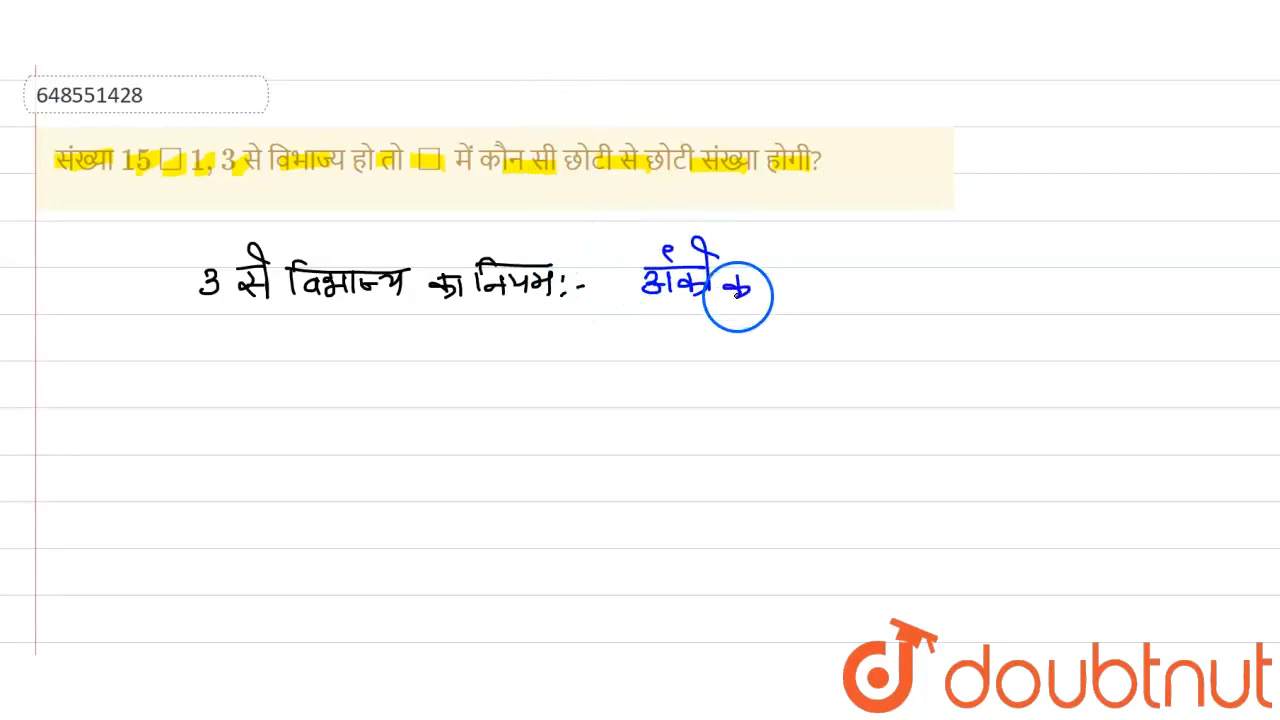 648551428
संख्या 15 □ 1, 3 से विभाज्य हो तो □ में कौन सी छोटी से छोटी संख्या होगी?
3 से विभाज्य का नियम :- अंकों क
doubtnut